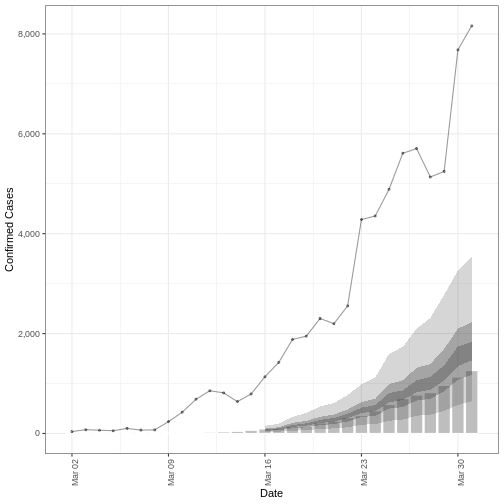 8,000
6,000
4,000
2,000
0
Confirmed Cases
Mar 02
Mar 09
Mar 16
Mar 23
Mar 30
Date